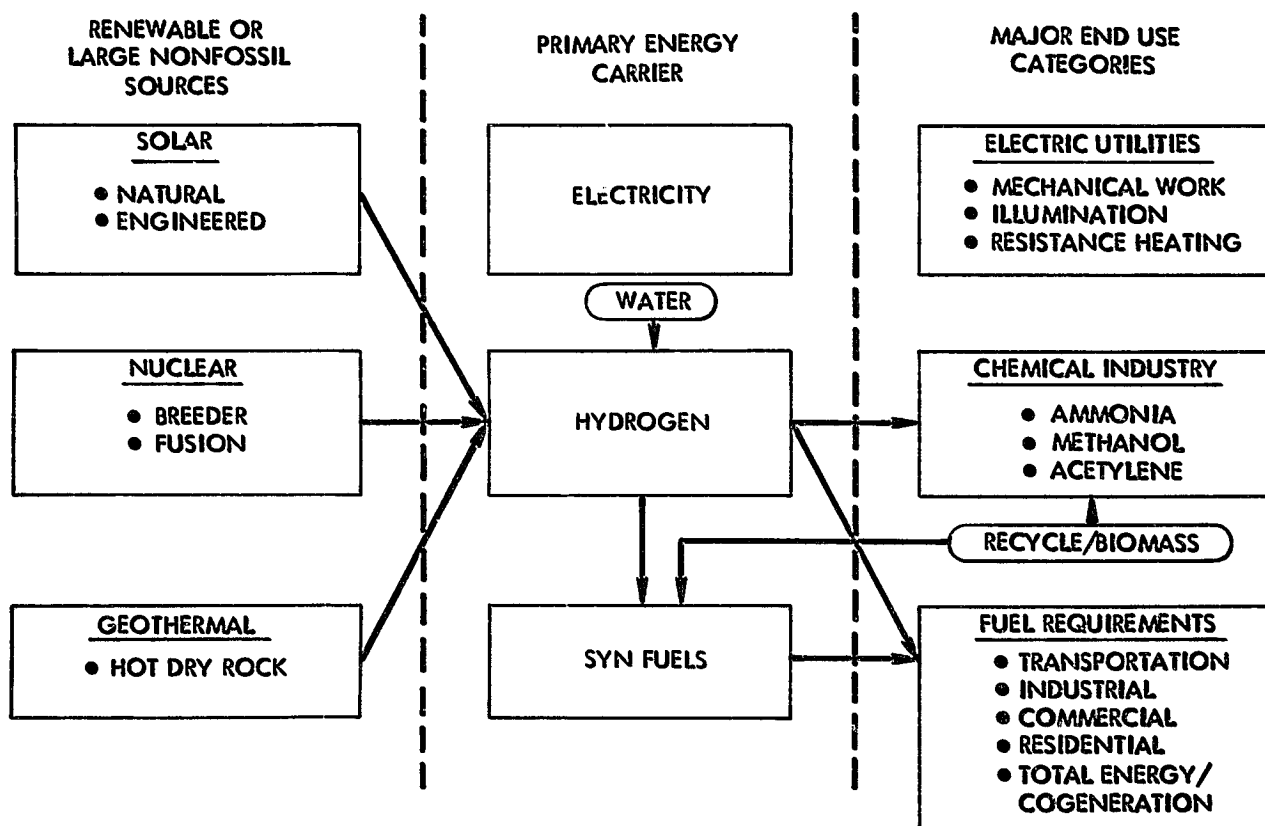 RENEWABLE OR
LARGE NONFOSSIL
SOURCES
SOLAR
● NATURAL
● ENGINEERED
NUCLEAR
● BREEDER
● FUSION
GEOTHERMAL
● HOT DRY ROCK
PRIMARY ENERGY
CARRIER
ELECTRICITY
WATER
HYDROGEN
SYN FUELS
MAJOR END USE
CATEGORIES
ELECTRIC UTILITIES
● MECHANICAL WORK
● ILLUMINATION
● RESISTANCE HEATING
CHEMICAL INDUSTRY
● AMMONIA
● METHANOL
● ACETYLENE
RECYCLE/BIOMASS
FUEL REQUIREMENTS
● TRANSPORTATION
● INDUSTRIAL
● COMMERCIAL
● RESIDENTIAL
● TOTAL ENERGY/
COGENERATION